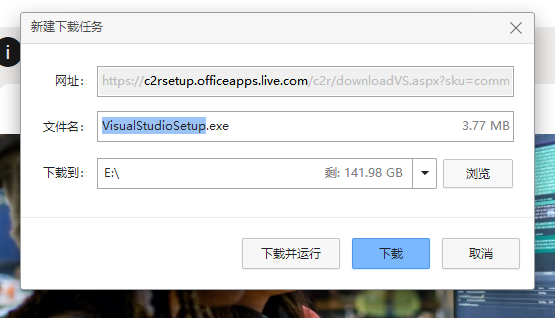 新建下载任务
i
网址: https://c2rsetup.officeapps.live.com/c2r/downloadVS.aspx?sku=comm
文件名: VisualStudioSetup.exe 3.77 MB
下载到: E:\ 剩: 141.98 GB 浏览
下载并运行 下载 取消